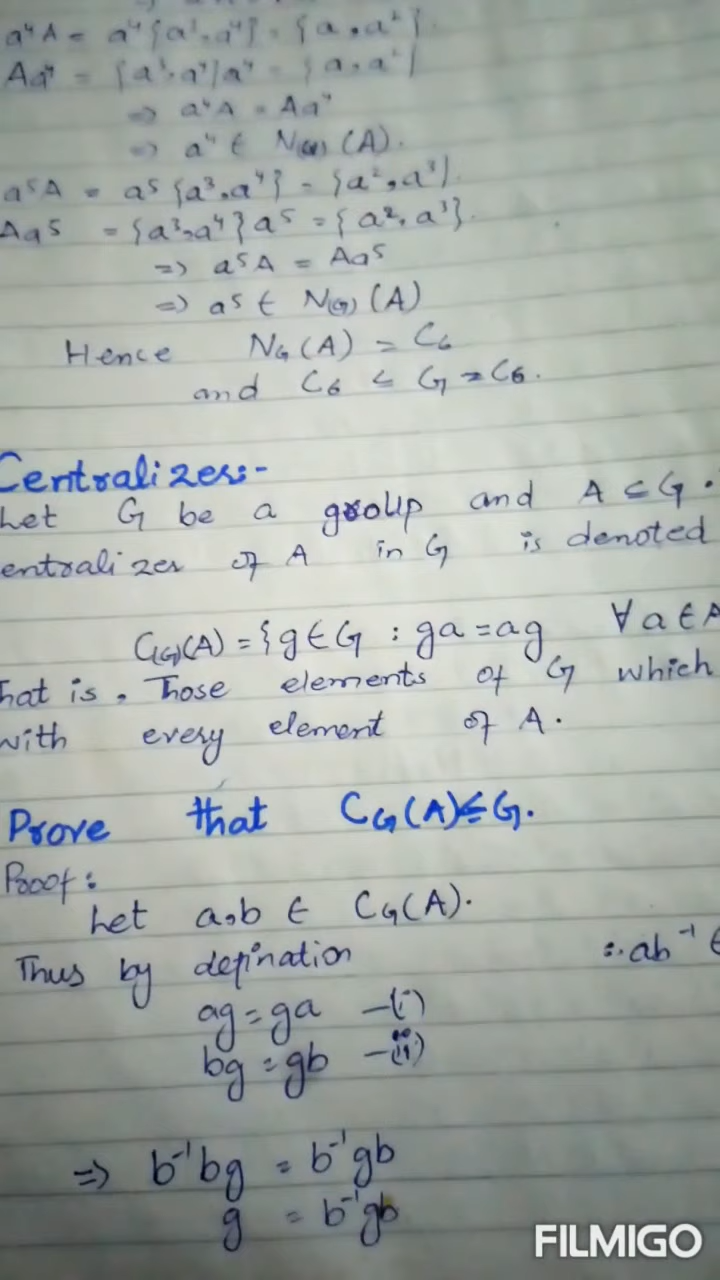 a⁴A = a⁴{a³, a⁴} = {a, a²}.
Aa⁴ = {a³, a⁴}a⁴ = {a, a²}
=> a⁴A = Aa⁴
=> a⁴ ∈ N(G)(A).
a⁵A = a⁵{a³, a⁴} = {a², a³}.
Aa⁵ = {a³, a⁴}a⁵ = {a², a³}.
=> a⁵A = Aa⁵
=> a⁵ ∈ N(G)(A)
Hence NG(A) = C₆
and C₆ ≤ G = C₆.
Centralizer:-
Let G be a group and A ⊂ G.
entralizer of A in G is denoted
C(G)(A) = {g ∈ G : ga = ag ∀ a ∈ A
hat is, Those elements of G which
with every element of A.
Prove that CG(A) ≤ G.
Proof:
Let a,b ∈ CG(A).
Thus by defination ∴ ab⁻¹ ∈
ag = ga —(i)
bg = gb —(ii)
=> b⁻¹bg = b⁻¹gb
g = b⁻¹gb
FILMIGO